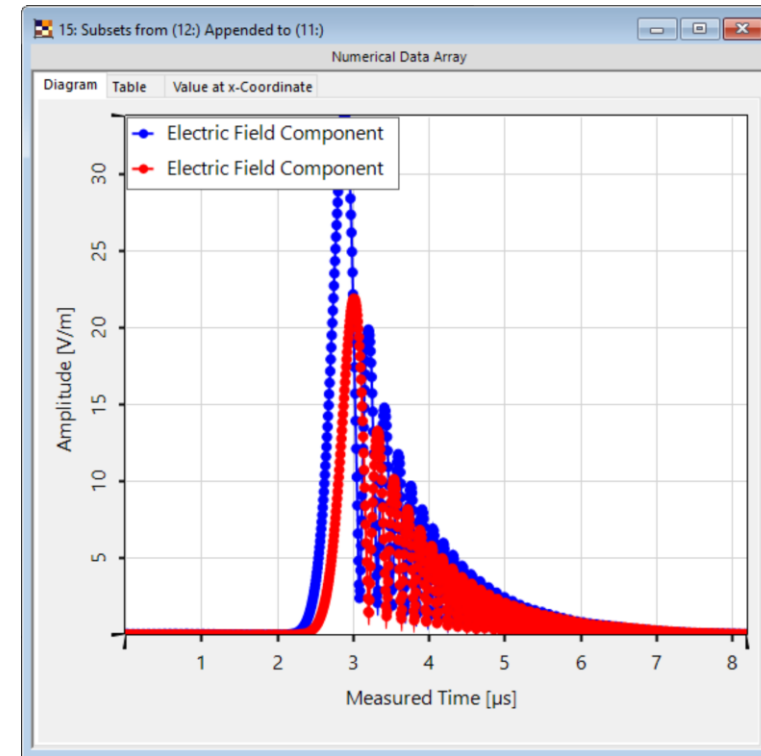 15: Subsets from (12:) Appended to (11:)
Numerical Data Array
Diagram Table Value at x-Coordinate
Electric Field Component
Electric Field Component
Amplitude [V/m]
30
25
20
15
10
5
1 2 3 4 5 6 7 8
Measured Time [µs]